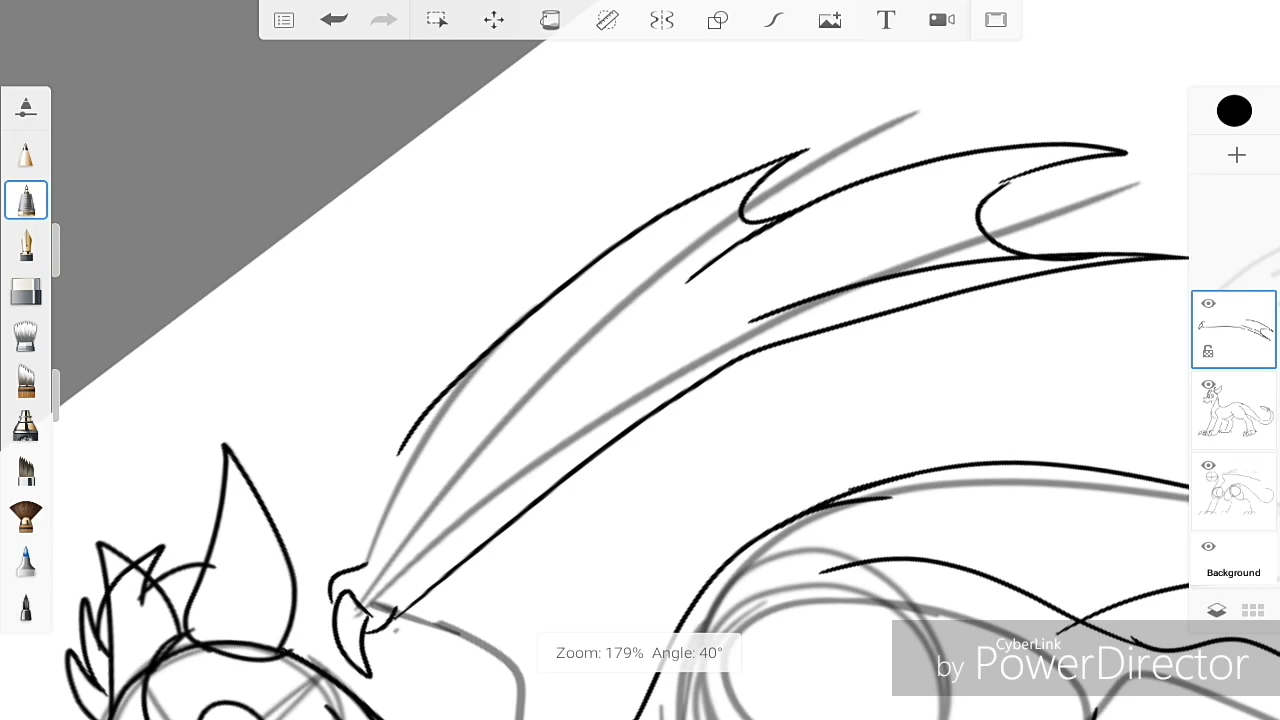 T
Background
Zoom: 179%  Angle: 40°
CyberLink
by PowerDirector